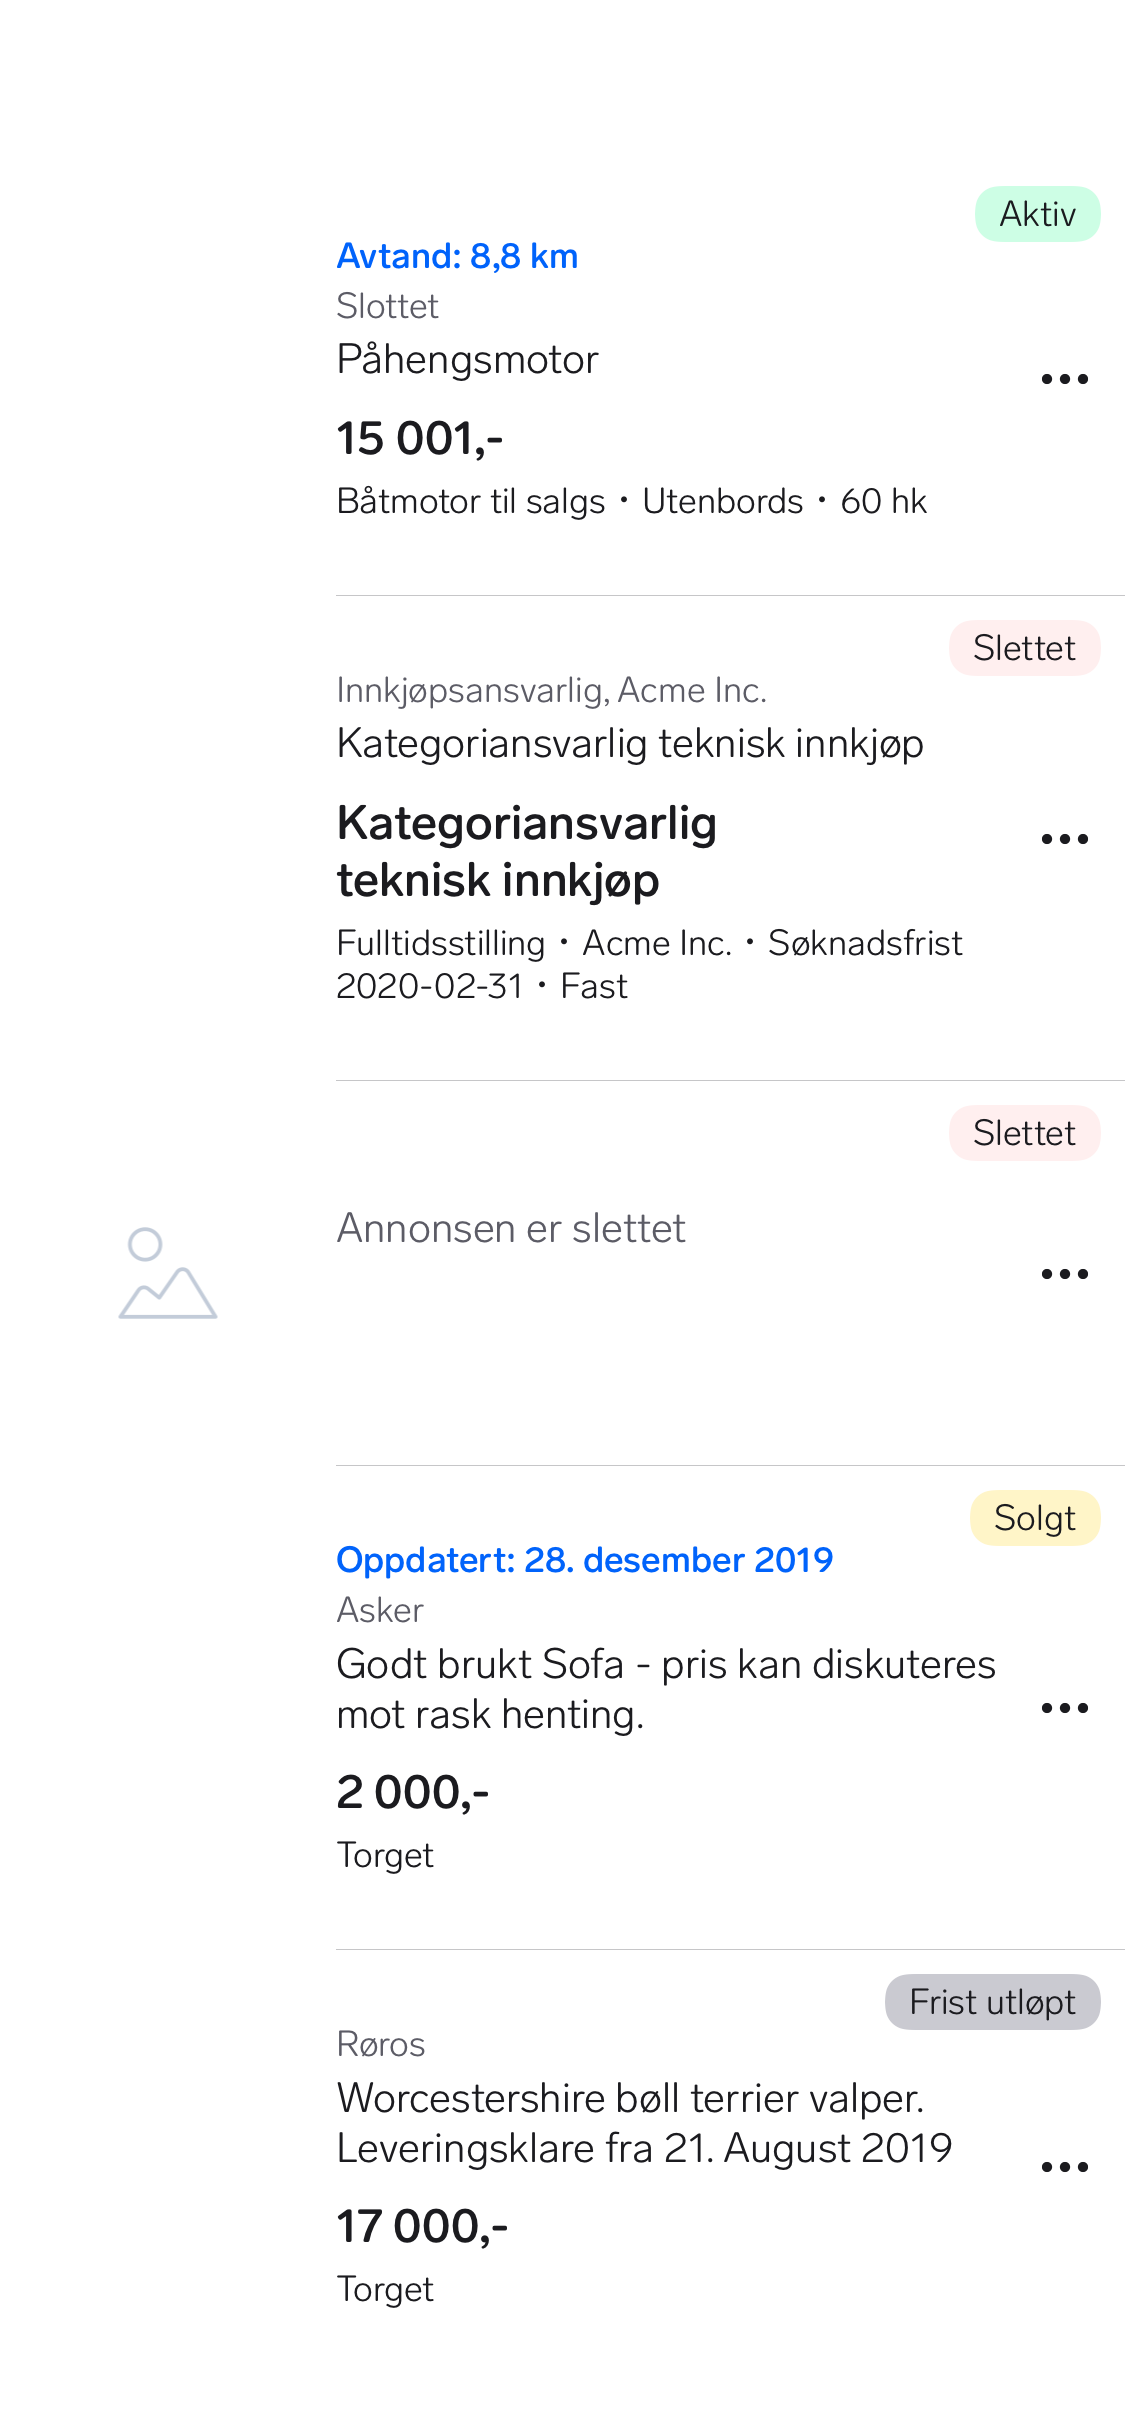 Aktiv
Avtand: 8,8 km
Slottet
Påhengsmotor
15 001,-
Båtmotor til salgs・Utenbords・60 hk
Slettet
Innkjøpsansvarlig, Acme Inc.
Kategoriansvarlig teknisk innkjøp
Kategoriansvarlig
teknisk innkjøp
Fulltidsstilling・Acme Inc.・Søknadsfrist
2020-02-31・Fast
Slettet
Annonsen er slettet
Solgt
Oppdatert: 28. desember 2019
Asker
Godt brukt Sofa - pris kan diskuteres
mot rask henting.
2 000,-
Torget
Frist utløpt
Røros
Worcestershire bøll terrier valper.
Leveringsklare fra 21. August 2019
17 000,-
Torget